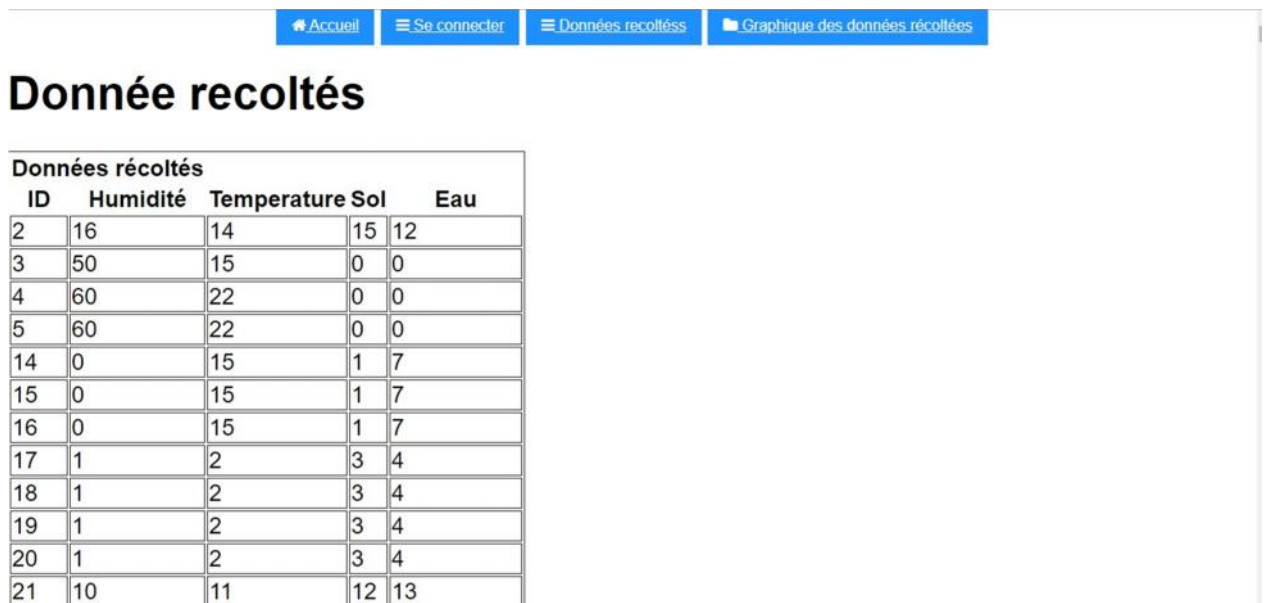 Accueil Se connecter Données recoltéss Graphique des données récoltées
Donnée recoltés
Données récoltés
ID Humidité Temperature Sol Eau
2 16 14 15 12
3 50 15 0 0
4 60 22 0 0
5 60 22 0 0
14 0 15 1 7
15 0 15 1 7
16 0 15 1 7
17 1 2 3 4
18 1 2 3 4
19 1 2 3 4
20 1 2 3 4
21 10 11 12 13